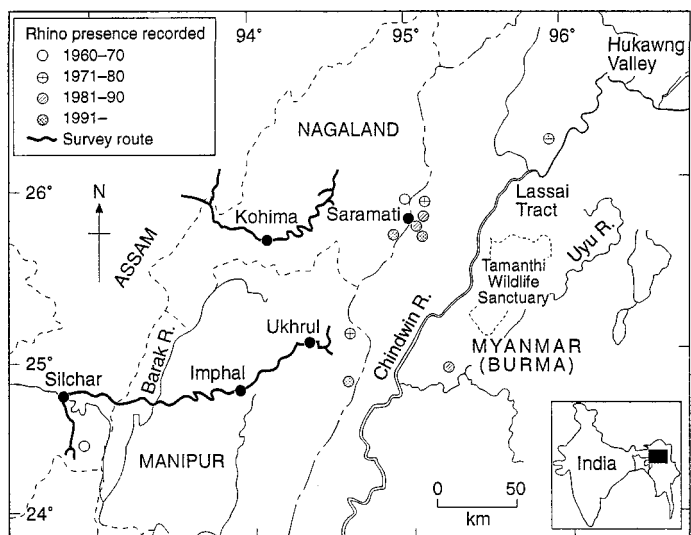 94°
95°
96°
Rhino presence recorded
1960–70
1971–80
1981–90
1991–
Survey route
Hukawng
Valley
NAGALAND
26°
N
Kohima
Saramati
Lassai
Tract
ASSAM
Uyu R.
Tamanthi
Wildlife
Sanctuary
Ukhrul
Chindwin R.
25°
Barak R.
Imphal
MYANMAR
(BURMA)
Silchar
MANIPUR
India
0 50
km
24°